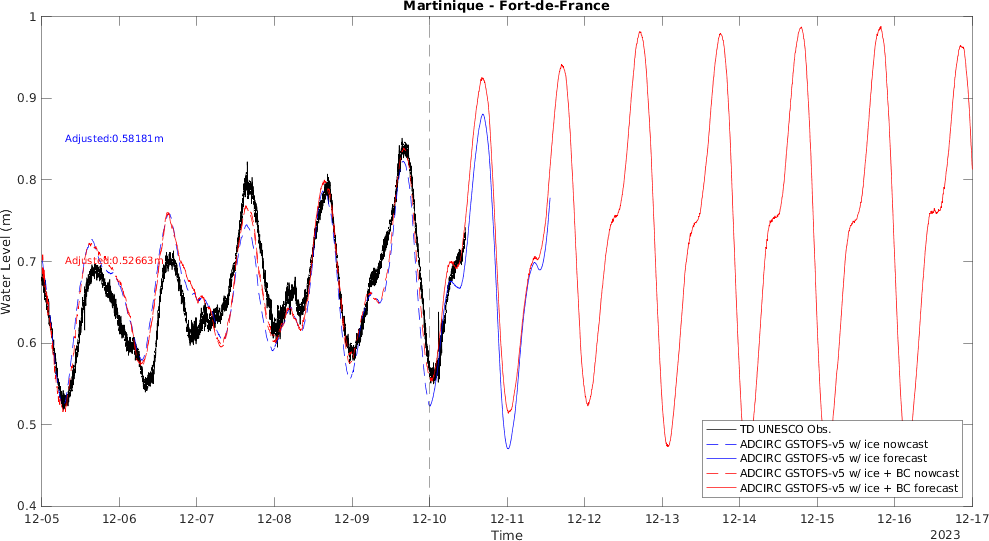 Martinique - Fort-de-France
1
0.9
0.8
0.7
0.6
0.5
0.4
Water Level (m)
Adjusted:0.58181m
Adjusted:0.52663m
TD UNESCO Obs.
ADCIRC GSTOFS-v5 w/ ice nowcast
ADCIRC GSTOFS-v5 w/ ice forecast
ADCIRC GSTOFS-v5 w/ ice + BC nowcast
ADCIRC GSTOFS-v5 w/ ice + BC forecast
12-05 12-06 12-07 12-08 12-09 12-10 12-11 12-12 12-13 12-14 12-15 12-16 12-17
Time
2023